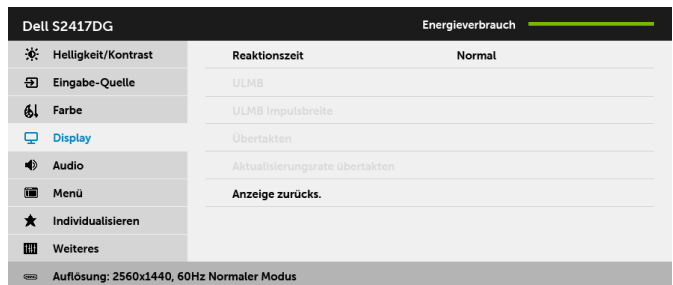 Dell S2417DG
Energieverbrauch
Helligkeit/Kontrast
Reaktionszeit Normal
Eingabe-Quelle
ULMB
Farbe
ULMB Impulsbreite
Display
Übertakten
Audio
Aktualisierungsrate übertakten
Menü
Anzeige zurücks.
Individualisieren
Weiteres
Auflösung: 2560x1440, 60Hz Normaler Modus